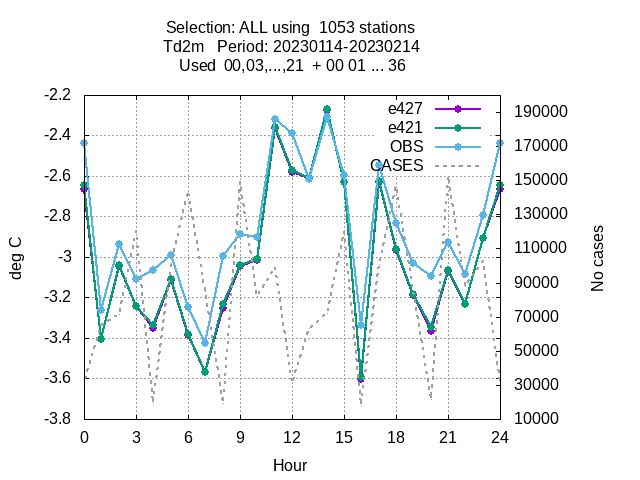 Selection: ALL using  1053 stations
Td2m   Period: 20230114-20230214
Used  00,03,...,21  + 00 01 ... 36
-2.2
-2.4
-2.6
-2.8
-3
-3.2
-3.4
-3.6
-3.8
deg C
e427
e421
OBS
CASES
190000
170000
150000
130000
110000
90000
70000
50000
30000
10000
No cases
0 3 6 9 12 15 18 21 24
Hour